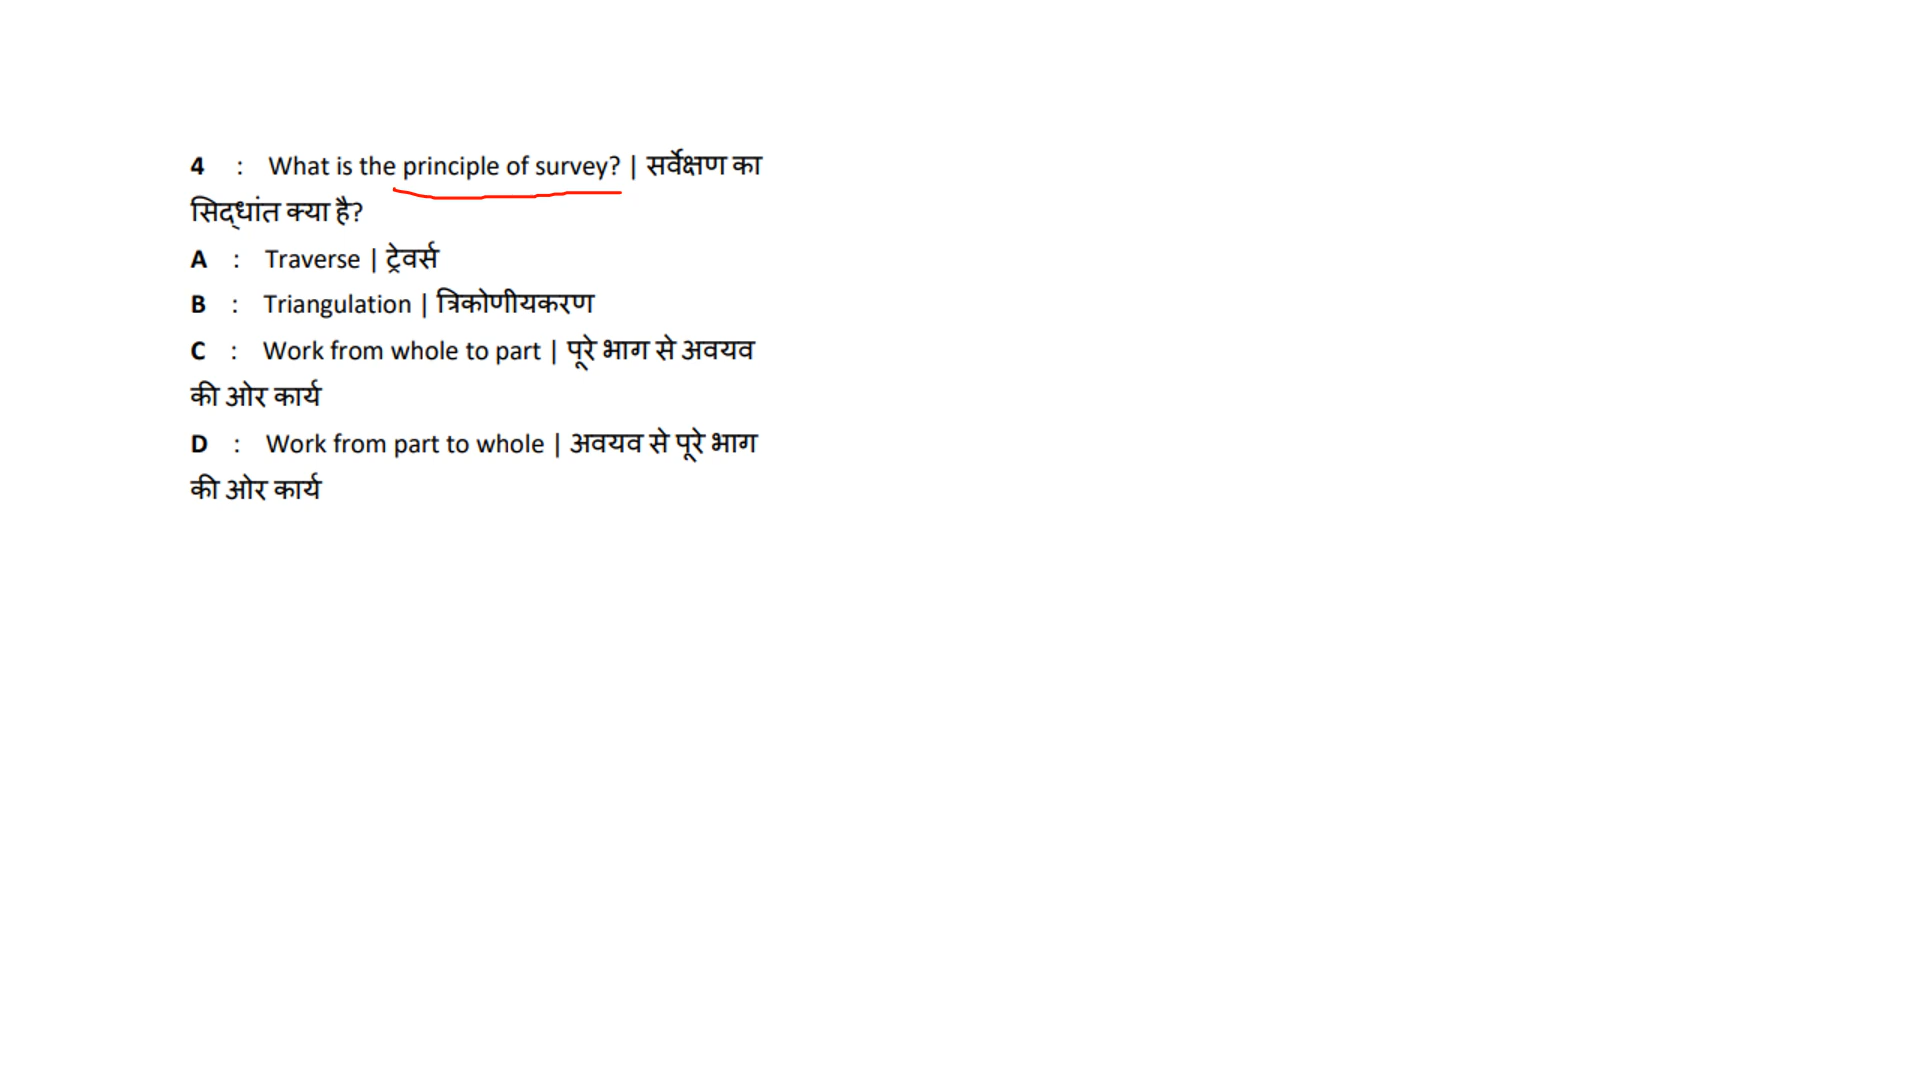 4 : What is the principle of survey? | सर्वेक्षण का
सिद्धांत क्या है?
A : Traverse | ट्रेवर्स
B : Triangulation | त्रिकोणीयकरण
C : Work from whole to part | पूरे भाग से अवयव
की ओर कार्य
D : Work from part to whole | अवयव से पूरे भाग
की ओर कार्य